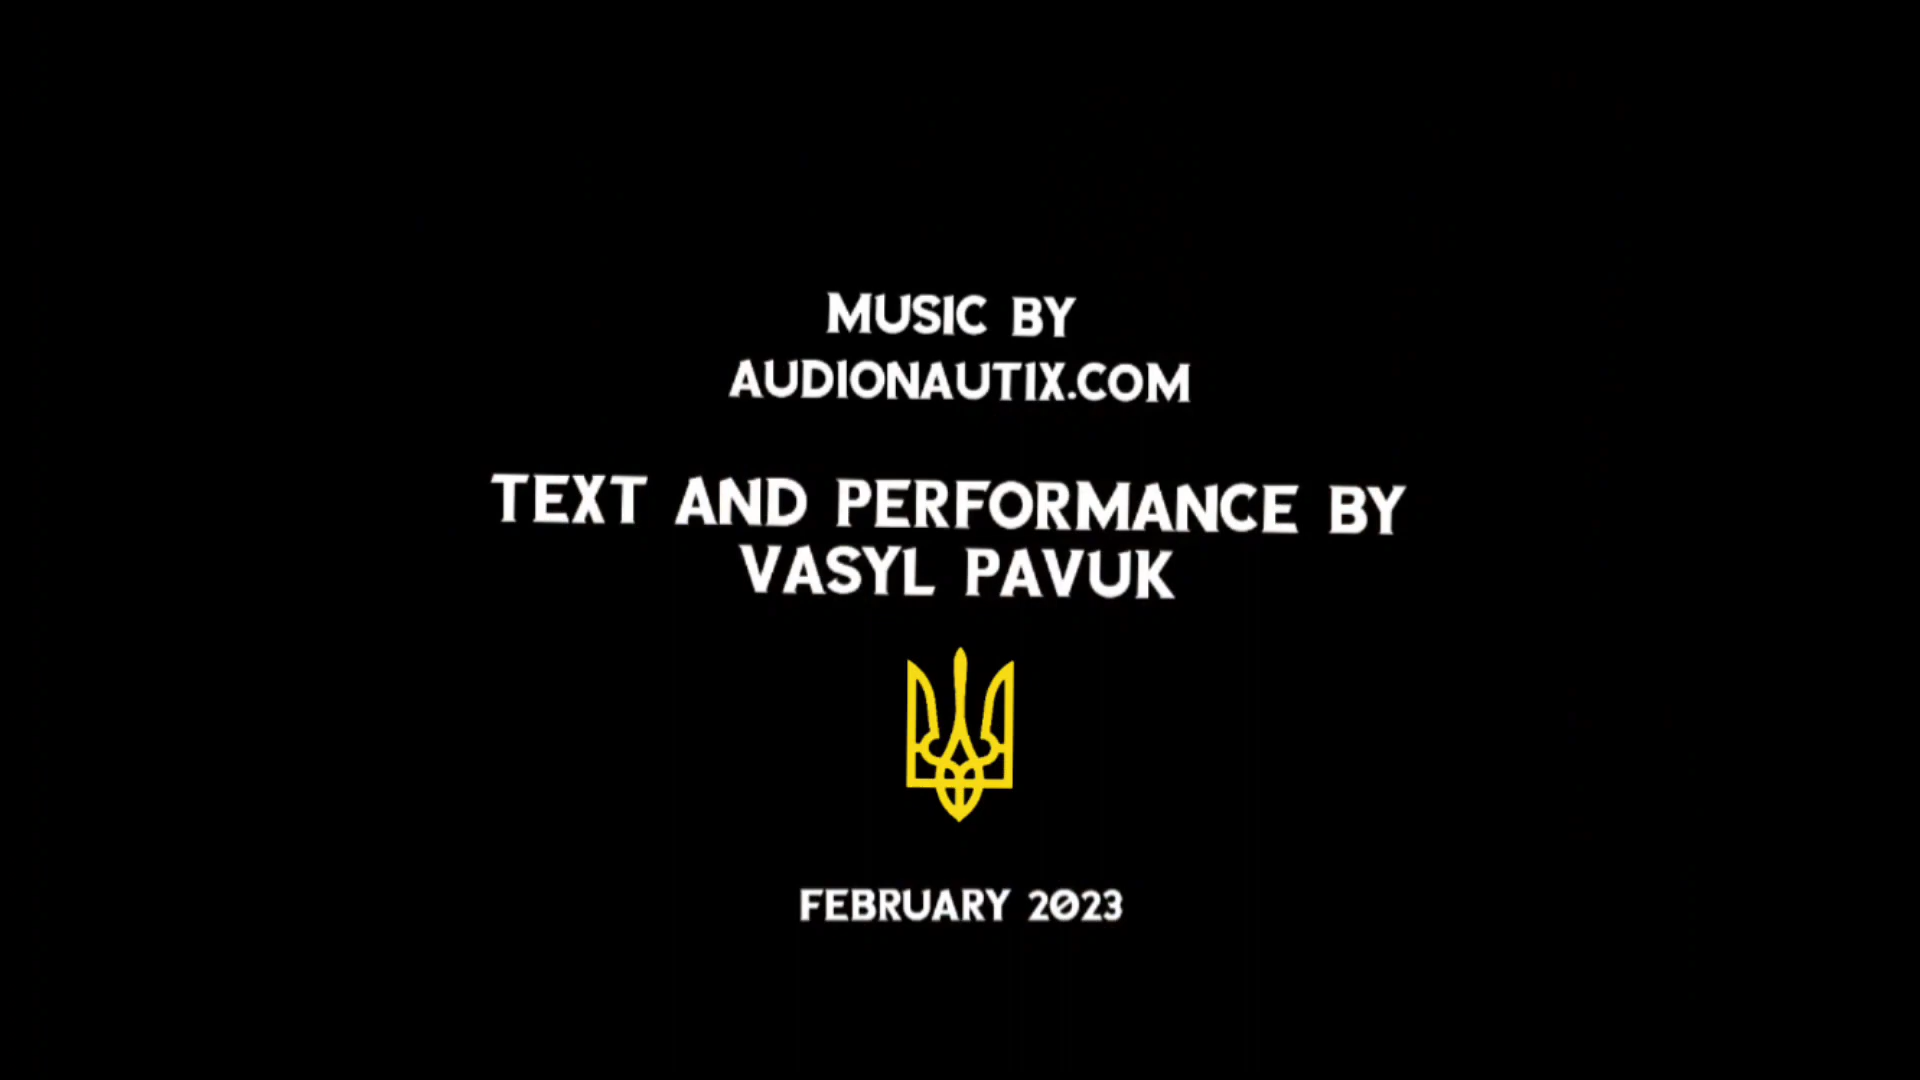 MUSIC BY
AUDIONAUTIX.COM
TEXT AND PERFORMANCE BY
VASYL PAVUK
FEBRUARY 2023